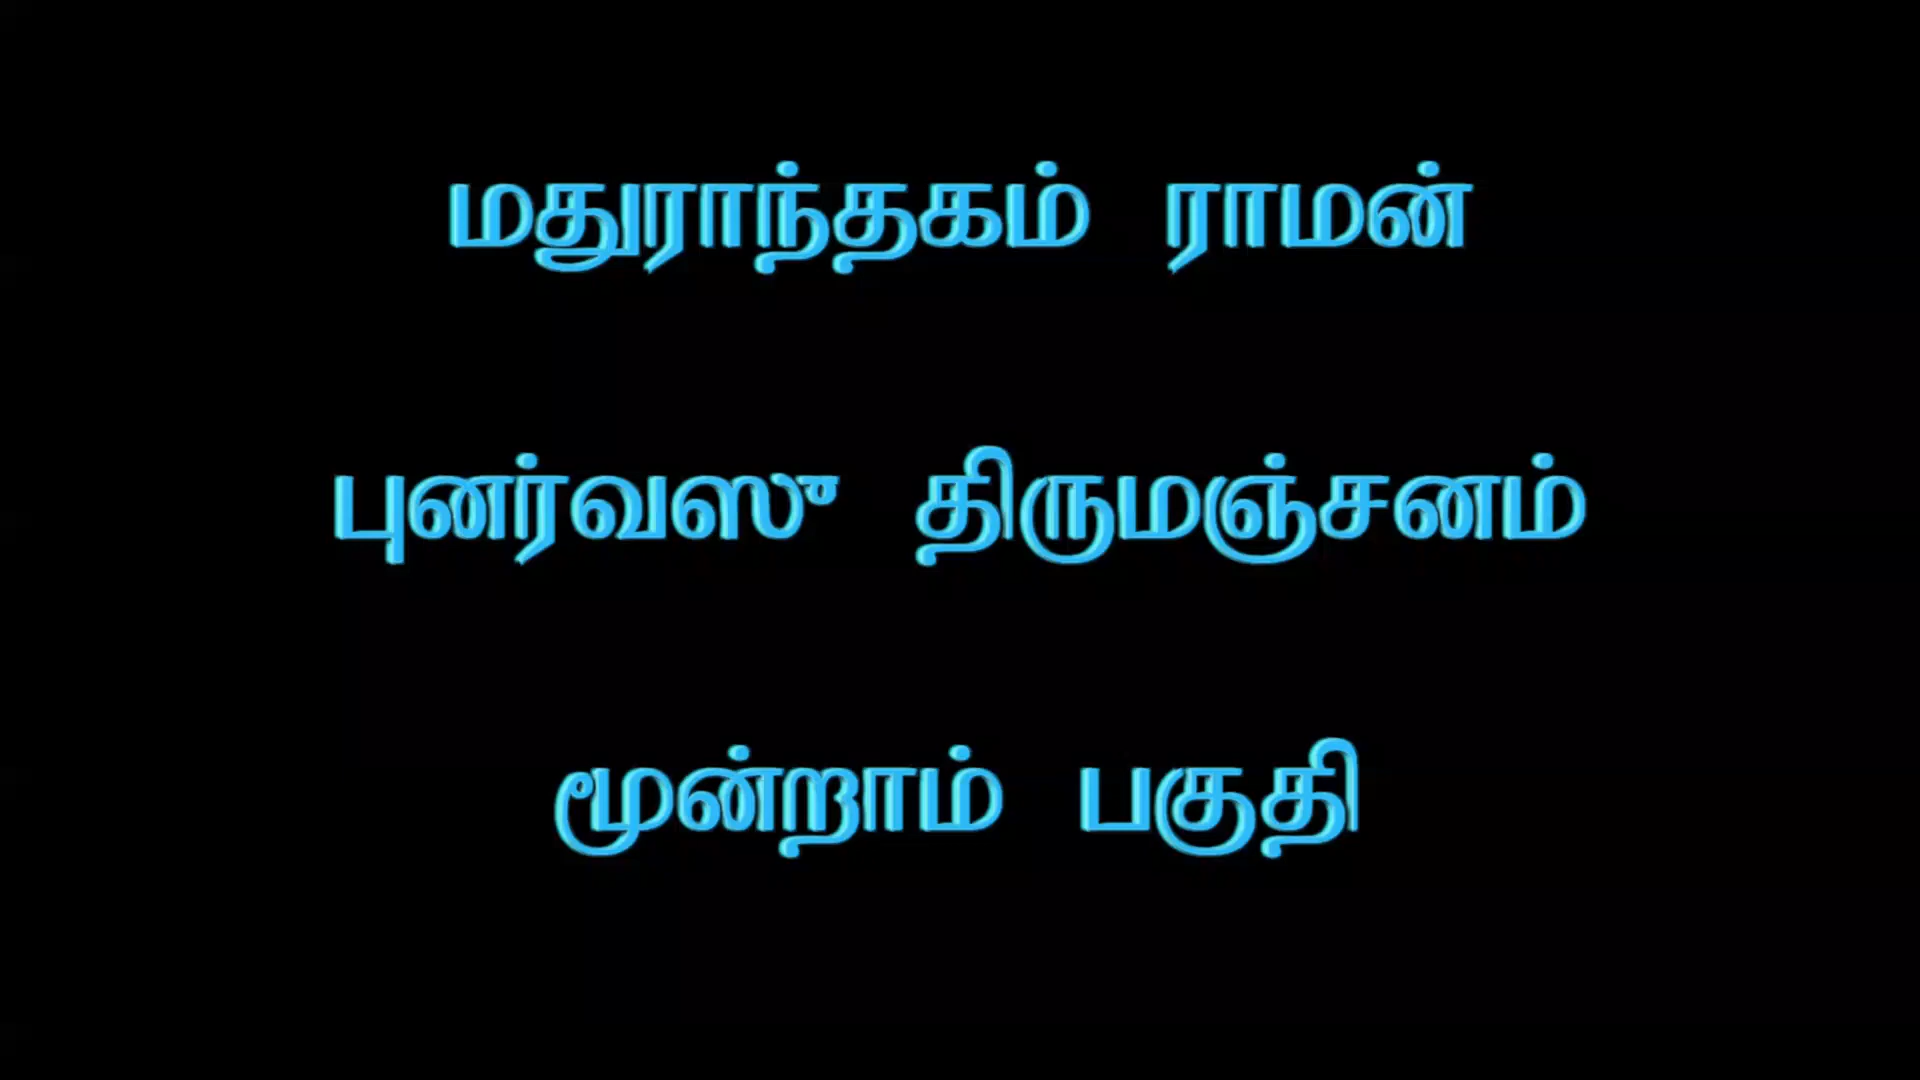 மதுராந்தகம் ராமன்
புனர்வஸு திருமஞ்சனம்
மூன்றாம் பகுதி